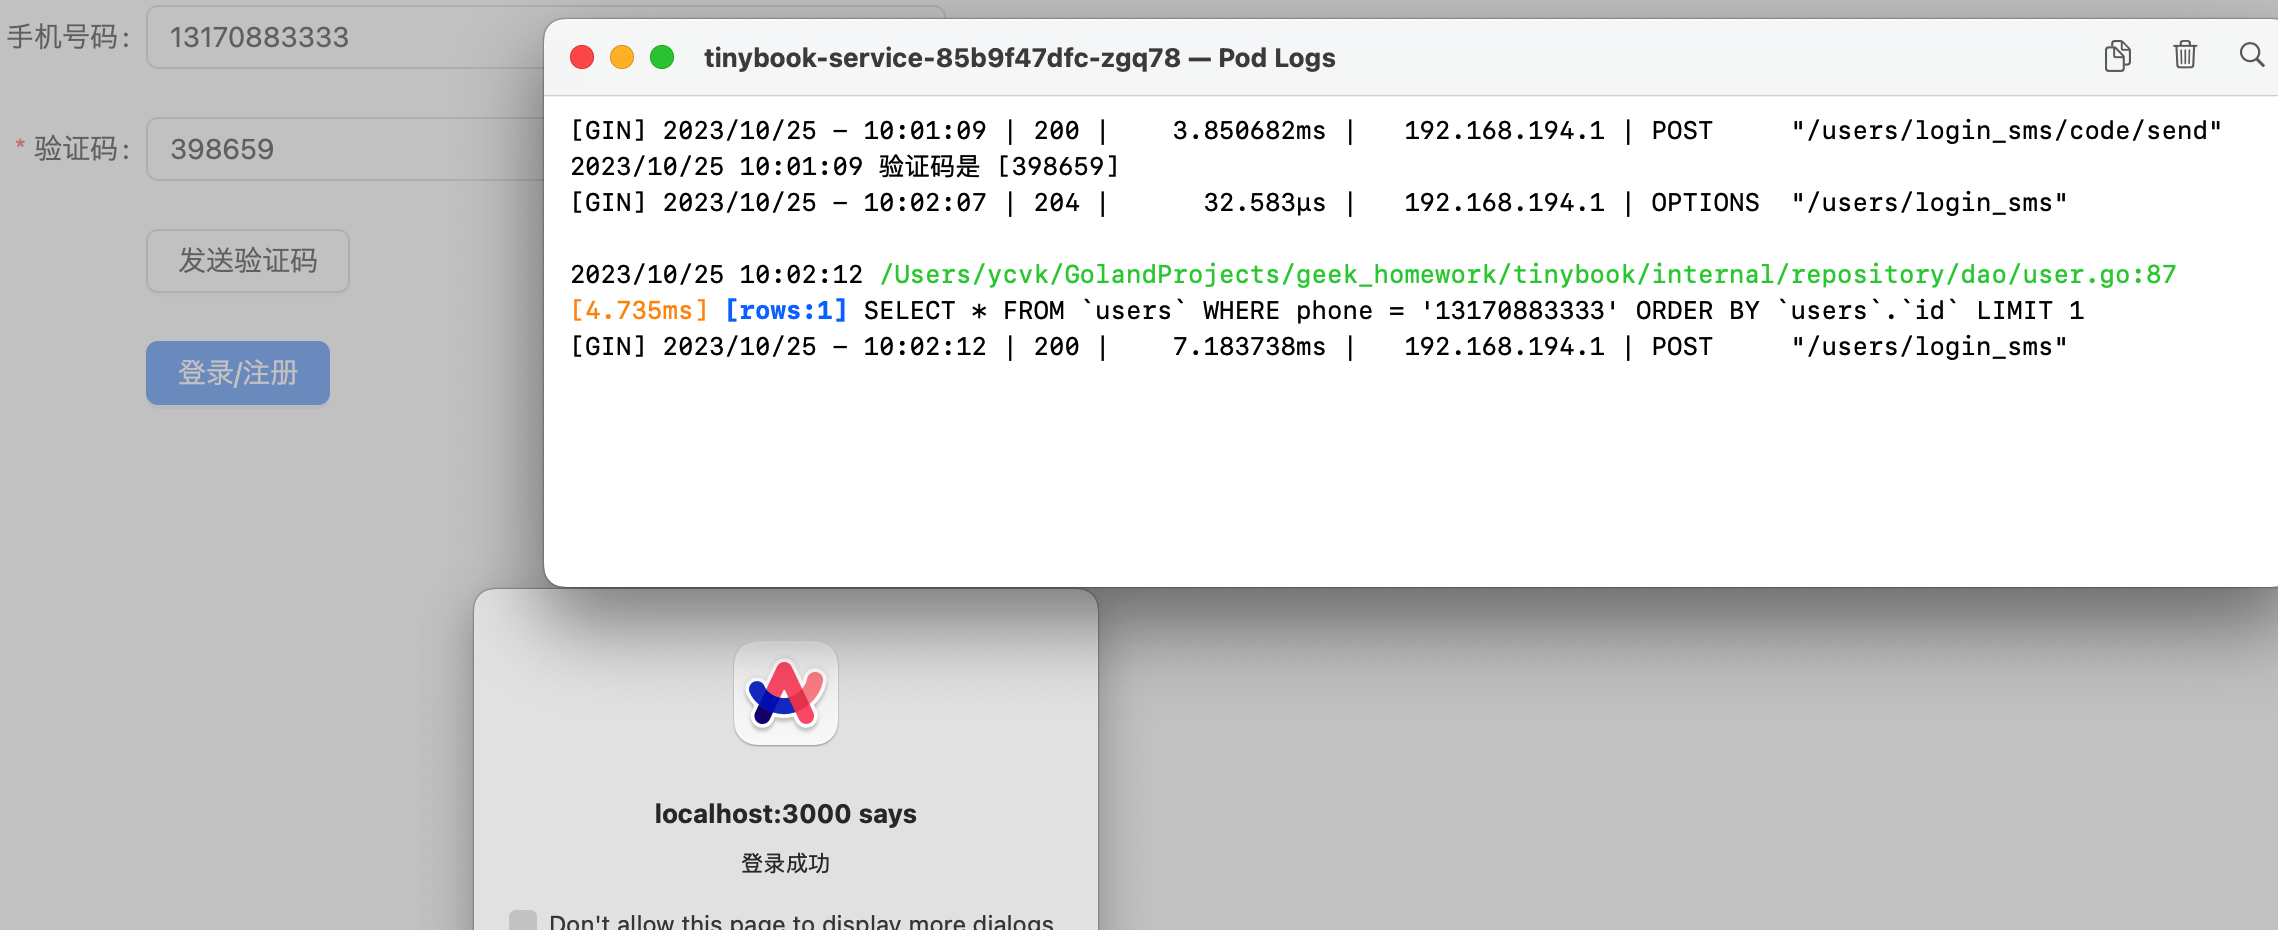 手机号码: 13170883333
* 验证码: 398659
发送验证码
登录/注册
tinybook-service-85b9f47dfc-zgq78 — Pod Logs
[GIN] 2023/10/25 - 10:01:09 | 200 |    3.850682ms |   192.168.194.1 | POST     "/users/login_sms/code/send"
2023/10/25 10:01:09 验证码是 [398659]
[GIN] 2023/10/25 - 10:02:07 | 204 |      32.583µs |   192.168.194.1 | OPTIONS  "/users/login_sms"
2023/10/25 10:02:12 /Users/ycvk/GolandProjects/geek_homework/tinybook/internal/repository/dao/user.go:87
[4.735ms] [rows:1] SELECT * FROM `users` WHERE phone = '13170883333' ORDER BY `users`.`id` LIMIT 1
[GIN] 2023/10/25 - 10:02:12 | 200 |    7.183738ms |   192.168.194.1 | POST     "/users/login_sms"
localhost:3000 says
登录成功
Don't allow this page to display more dialogs